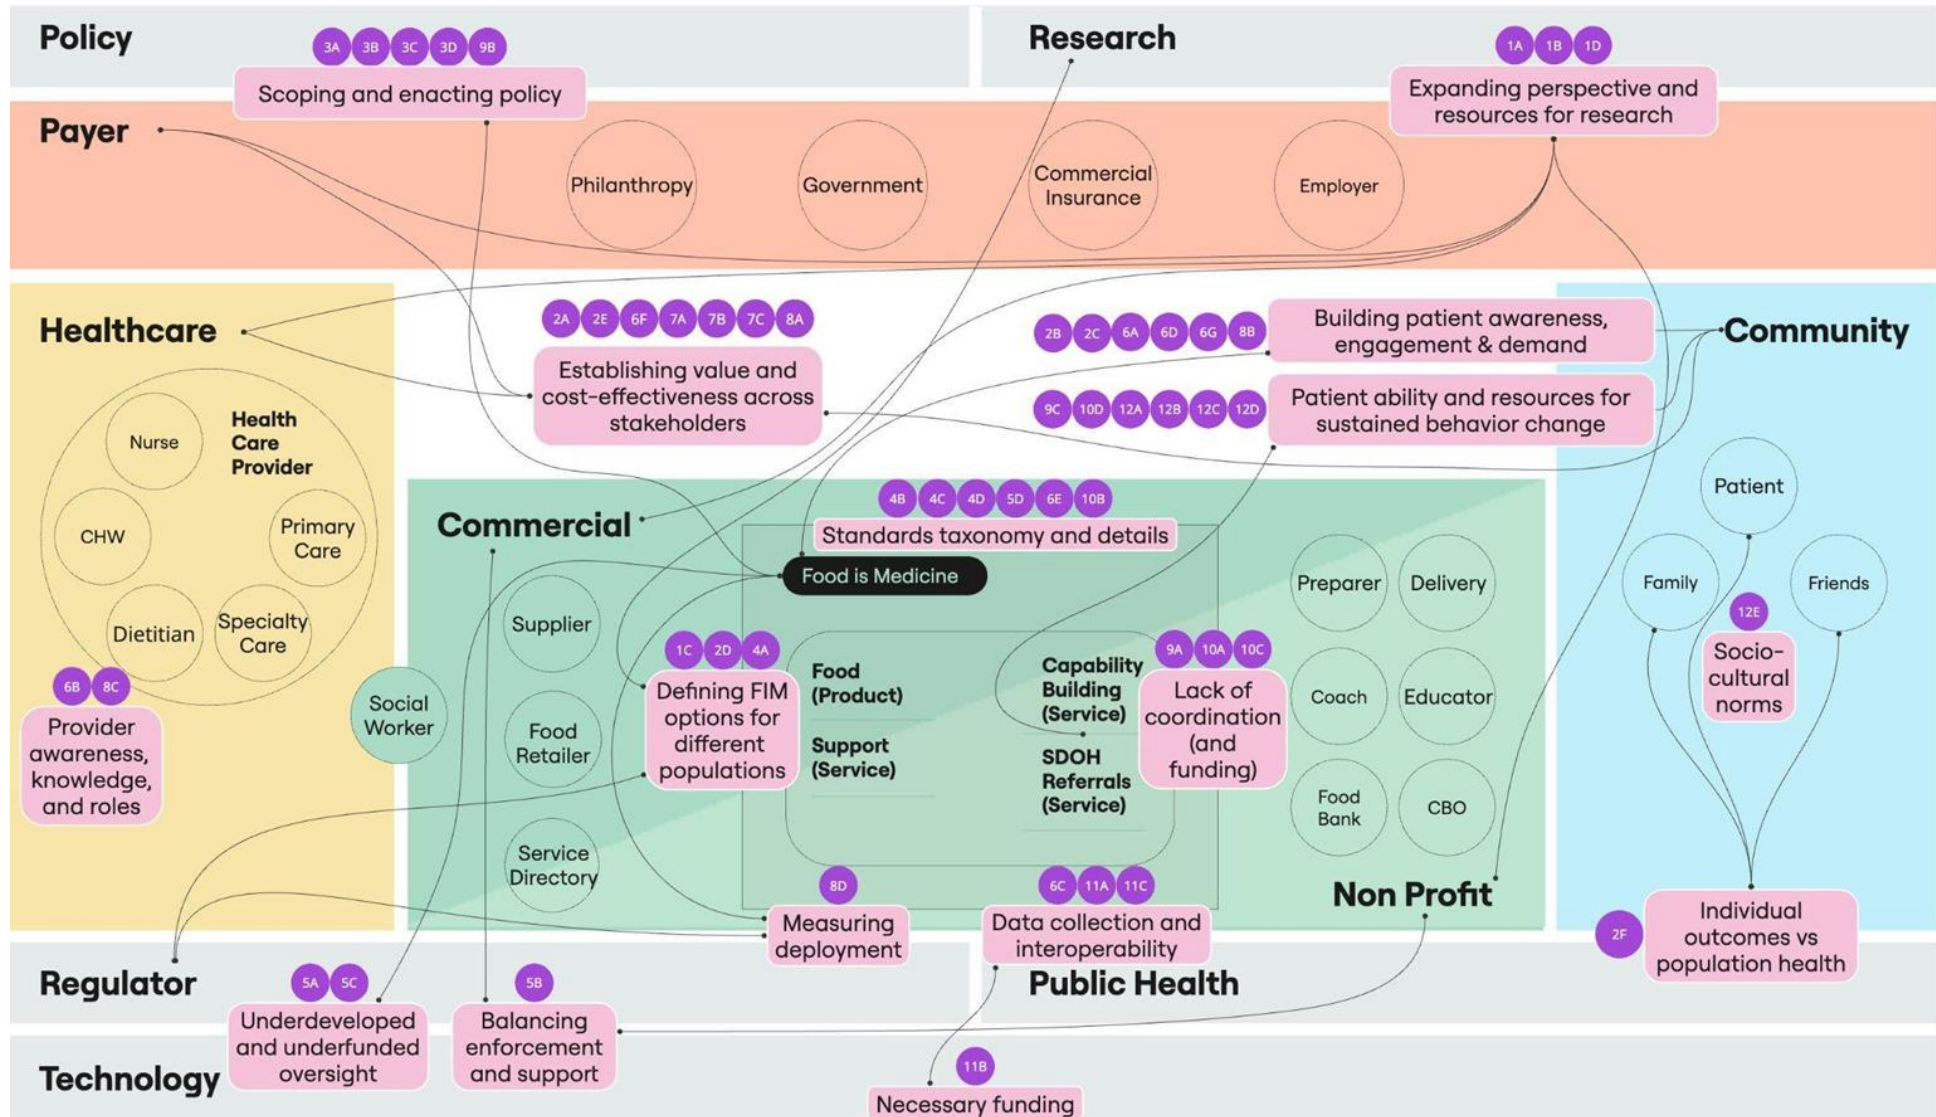 Policy
3A 3B 3C 3D 9B
Scoping and enacting policy
Research
1A 1B 1D
Expanding perspective and
resources for research
Payer
Philanthropy
Government
Commercial
Insurance
Employer
Healthcare
Health
Care
Provider
Nurse
CHW
Primary
Care
Dietitian
Specialty
Care
6B 8C
Provider
awareness,
knowledge,
and roles
Social
Worker
2A 2E 6F 7A 7B 7C 8A
Establishing value and
cost-effectiveness across
stakeholders
2B 2C 6A 6D 6G 8B
Building patient awareness,
engagement & demand
9C 10D 12A 12B 12C 12D
Patient ability and resources for
sustained behavior change
Commercial
4B 4C 4D 5D 6E 10B
Standards taxonomy and details
Food is Medicine
Supplier
Food
Retailer
Service
Directory
1C 2D 4A
Defining FIM
options for
different
populations
Food
(Product)
Support
(Service)
Capability
Building
(Service)
SDOH
Referrals
(Service)
9A 10A 10C
Lack of
coordination
(and
funding)
Preparer
Delivery
Coach
Educator
Food
Bank
CBO
Non Profit
8D
Measuring
deployment
6C 11A 11C
Data collection and
interoperability
Community
Patient
Family
Friends
12E
Socio-
cultural
norms
2F
Individual
outcomes vs
population health
Regulator
5A 5C
Underdeveloped
and underfunded
oversight
5B
Balancing
enforcement
and support
Public Health
Technology
11B
Necessary funding